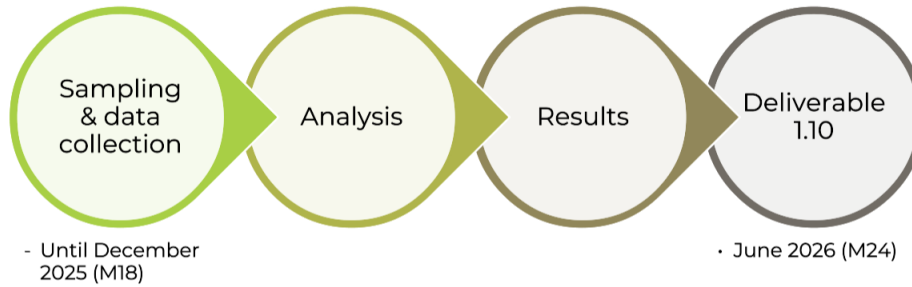 Sampling
& data
collection
Analysis
Results
Deliverable
1.10
- Until December
2025 (M18)
• June 2026 (M24)